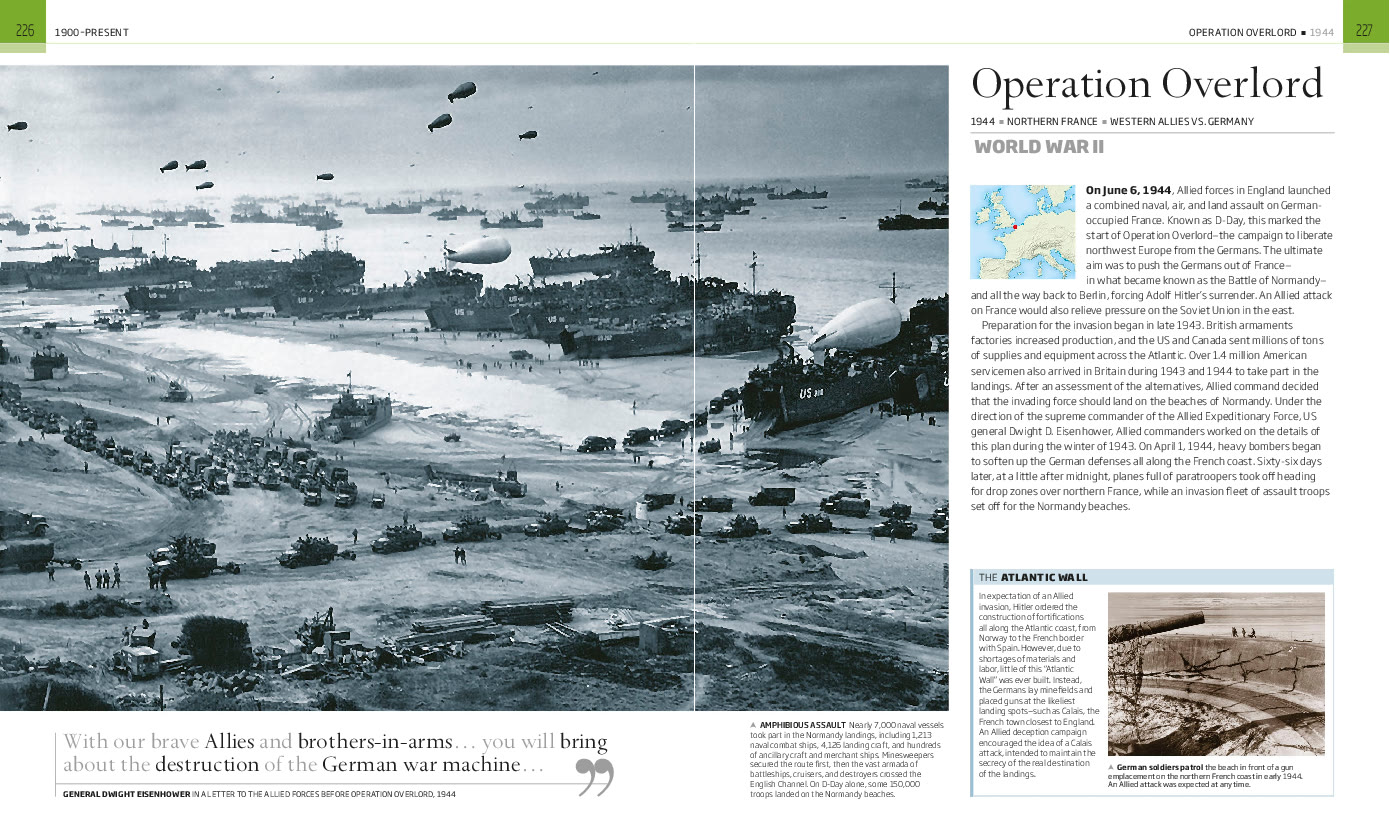 226
1900–PRESENT
OPERATION OVERLORD ■ 1944
227
Operation Overlord
1944 ■ NORTHERN FRANCE ■ WESTERN ALLIES VS. GERMANY
WORLD WAR II
On June 6, 1944, Allied forces in England launched
a combined naval, air, and land assault on German-
occupied France. Known as D-Day, this marked the
start of Operation Overlord—the campaign to liberate
northwest Europe from the Germans. The ultimate
aim was to push the Germans out of France—
in what became known as the Battle of Normandy—
and all the way back to Berlin, forcing Adolf Hitler's surrender. An Allied attack
on France would also relieve pressure on the Soviet Union in the east.
Preparation for the invasion began in late 1943. British armaments
factories increased production, and the US and Canada sent millions of tons
of supplies and equipment across the Atlantic. Over 1.4 million American
servicemen also arrived in Britain during 1943 and 1944 to take part in the
landings. After an assessment of the alternatives, Allied command decided
that the invading force should land on the beaches of Normandy. Under the
direction of the supreme commander of the Allied Expeditionary Force, US
general Dwight D. Eisenhower, Allied commanders worked on the details of
this plan during the winter of 1943. On April 1, 1944, heavy bombers began
to soften up the German defenses all along the French coast. Sixty-six days
later, at a little after midnight, planes full of paratroopers took off heading
for drop zones over northern France, while an invasion fleet of assault troops
set off for the Normandy beaches.
THE ATLANTIC WALL
In expectation of an Allied
invasion, Hitler ordered the
construction of fortifications
all along the Atlantic coast, from
Norway to the French border
with Spain. However, due to
shortages of materials and
labor, little of this "Atlantic
Wall" was ever built. Instead,
the Germans lay minefields and
placed guns at the likeliest
landing spots—such as Calais, the
French town closest to England.
An Allied deception campaign
encouraged the idea of a Calais
attack, intended to maintain the
secrecy of the real destination
of the landings.
▲ German soldiers patrol the beach in front of a gun
emplacement on the northern French coast in early 1944.
An Allied attack was expected at any time.
With our brave Allies and brothers-in-arms… you will bring
about the destruction of the German war machine…
”
GENERAL DWIGHT EISENHOWER IN A LETTER TO THE ALLIED FORCES BEFORE OPERATION OVERLORD, 1944
▲ AMPHIBIOUS ASSAULT Nearly 7,000 naval vessels
took part in the Normandy landings, including 1,213
naval combat ships, 4,126 landing craft, and hundreds
of ancillary craft and merchant ships. Minesweepers
secured the route first, then the vast armada of
battleships, cruisers, and destroyers crossed the
English Channel. On D-Day alone, some 150,000
troops landed on the Normandy beaches.
US
US
US
US